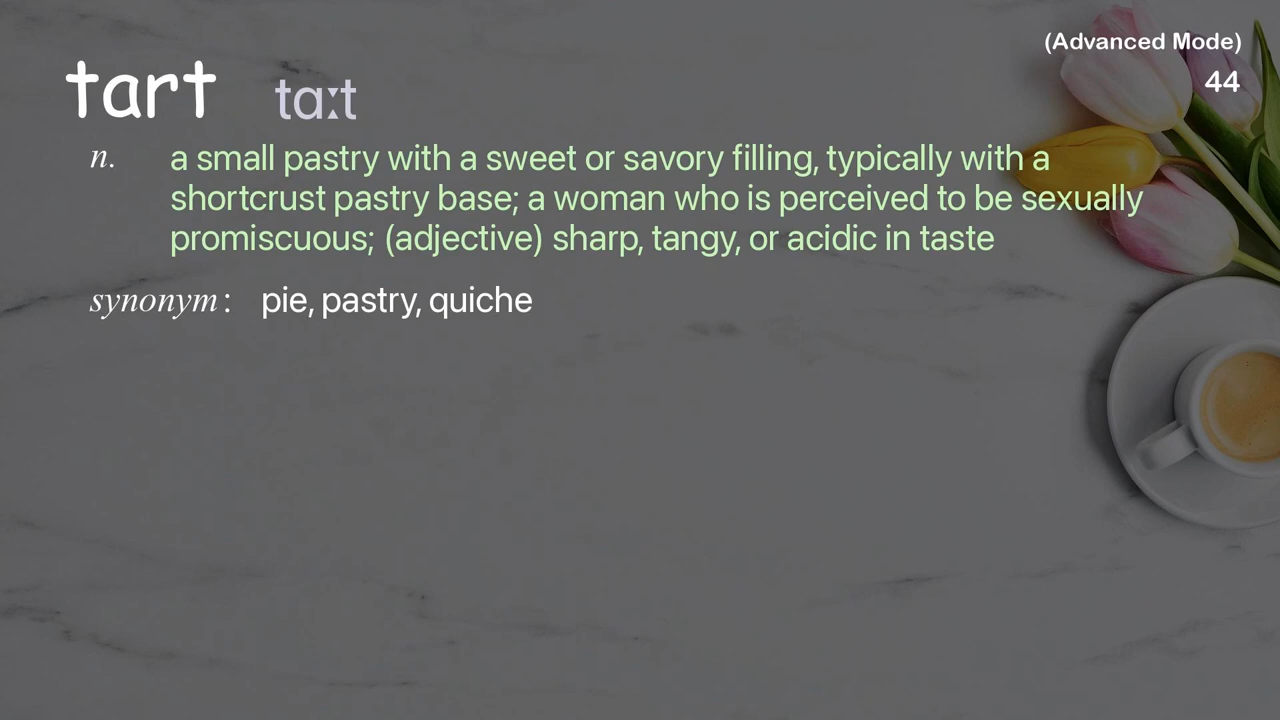 (Advanced Mode)
tart tɑːt
44
n. a small pastry with a sweet or savory filling, typically with a
shortcrust pastry base; a woman who is perceived to be sexually
promiscuous; (adjective) sharp, tangy, or acidic in taste
synonym: pie, pastry, quiche